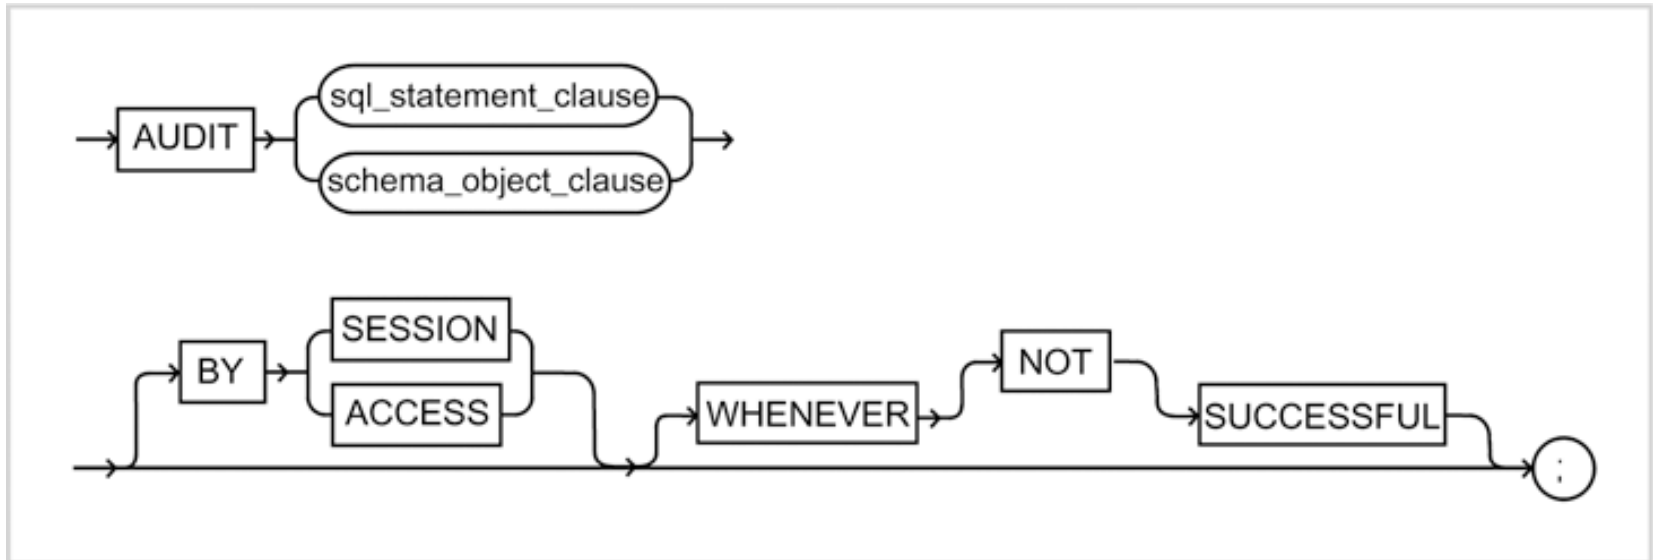 AUDIT
sql_statement_clause
schema_object_clause
BY
SESSION
ACCESS
WHENEVER
NOT
SUCCESSFUL
;